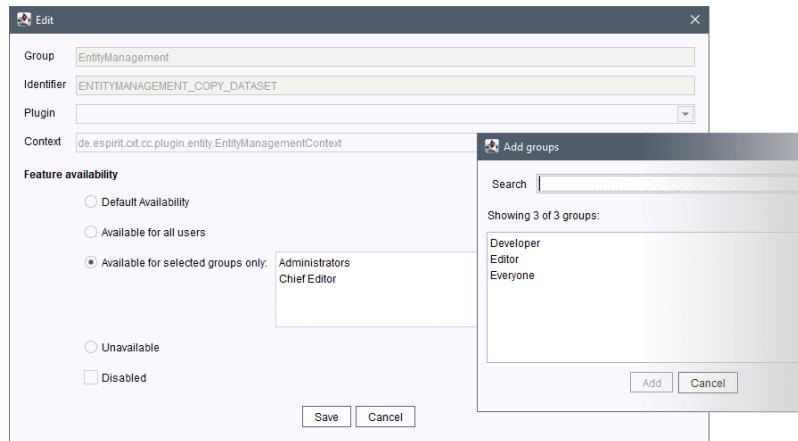 Edit
Group EntityManagement
Identifier ENTITYMANAGEMENT_COPY_DATASET
Plugin
Context de.espirit.cxt.cc.plugin.entity.EntityManagementContext
Feature availability
Default Availability
Available for all users
Available for selected groups only: Administrators
Chief Editor
Unavailable
Disabled
Save Cancel
Add groups
Search
Showing 3 of 3 groups:
Developer
Editor
Everyone
Add Cancel